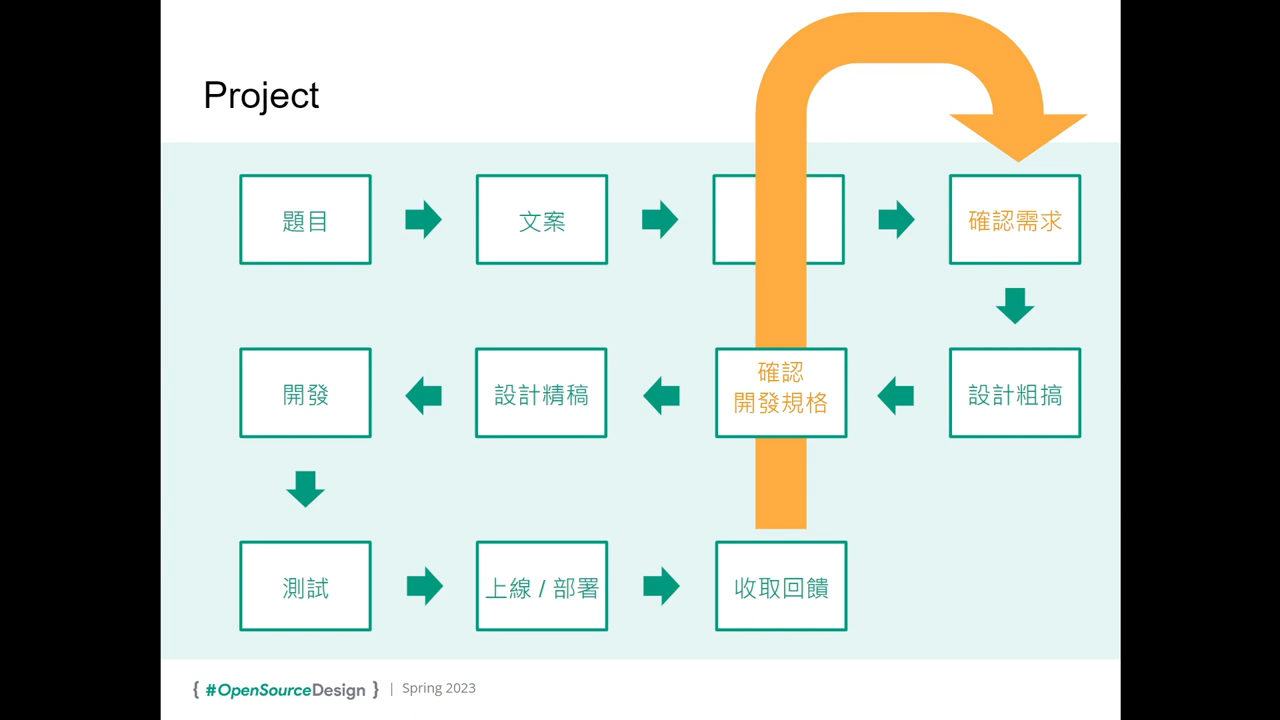 Project
題目
文案
確認需求
開發
設計精稿
確認
開發規格
設計粗搞
測試
上線 / 部署
收取回饋
{ #OpenSourceDesign } | Spring 2023